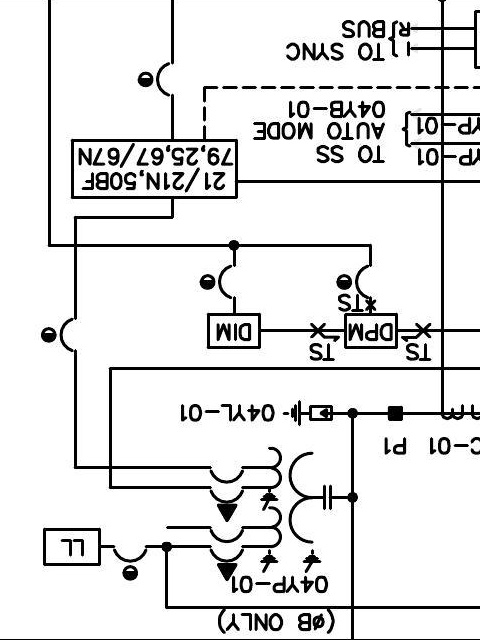 (ØB ONLY)
04YP-01
LL
C-01
P1
04YL-01
TS
TS
DPM
DIM
TS
21/21N,50BF
79,25,67/67N
YP-01
TO SS
YP-01
AUTO MODE
04YB-01
TO SYNC
R
BUS